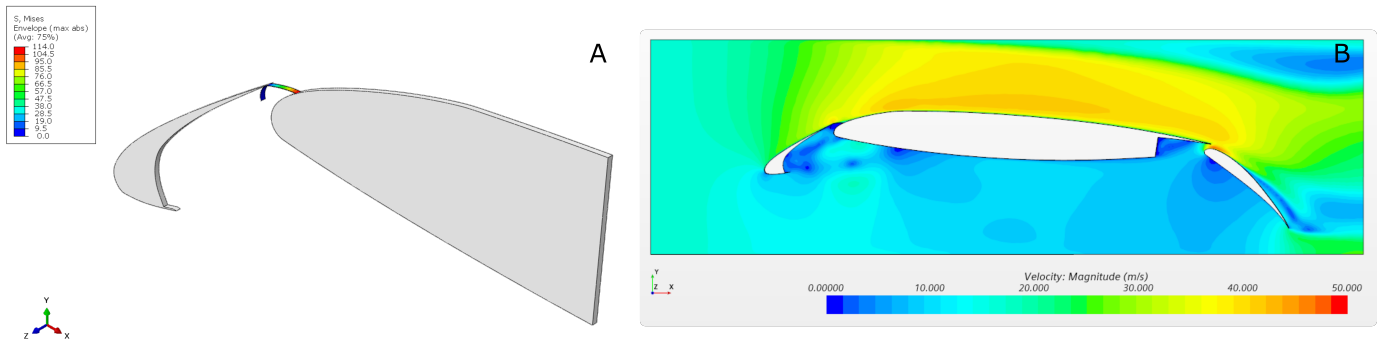 S, Mises
Envelope (max abs)
(Avg: 75%)
114.0
104.5
95.0
85.5
76.0
66.5
57.0
47.5
38.0
28.5
19.0
9.5
0.0
A
Y
Z X
B
Y
Z X
Velocity: Magnitude (m/s)
0.00000 10.000 20.000 30.000 40.000 50.000